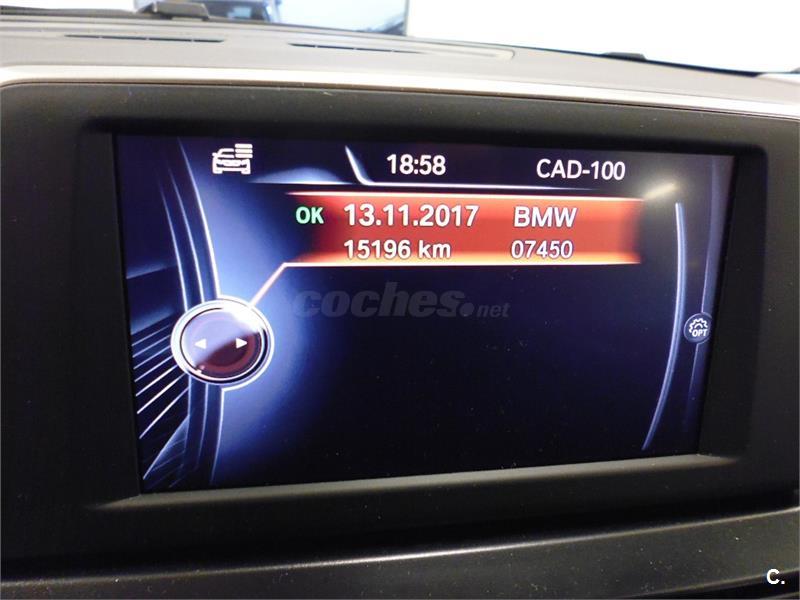 18:58 CAD-100
OK 13.11.2017 BMW
15196 km 07450
coches.net
OPT
C.